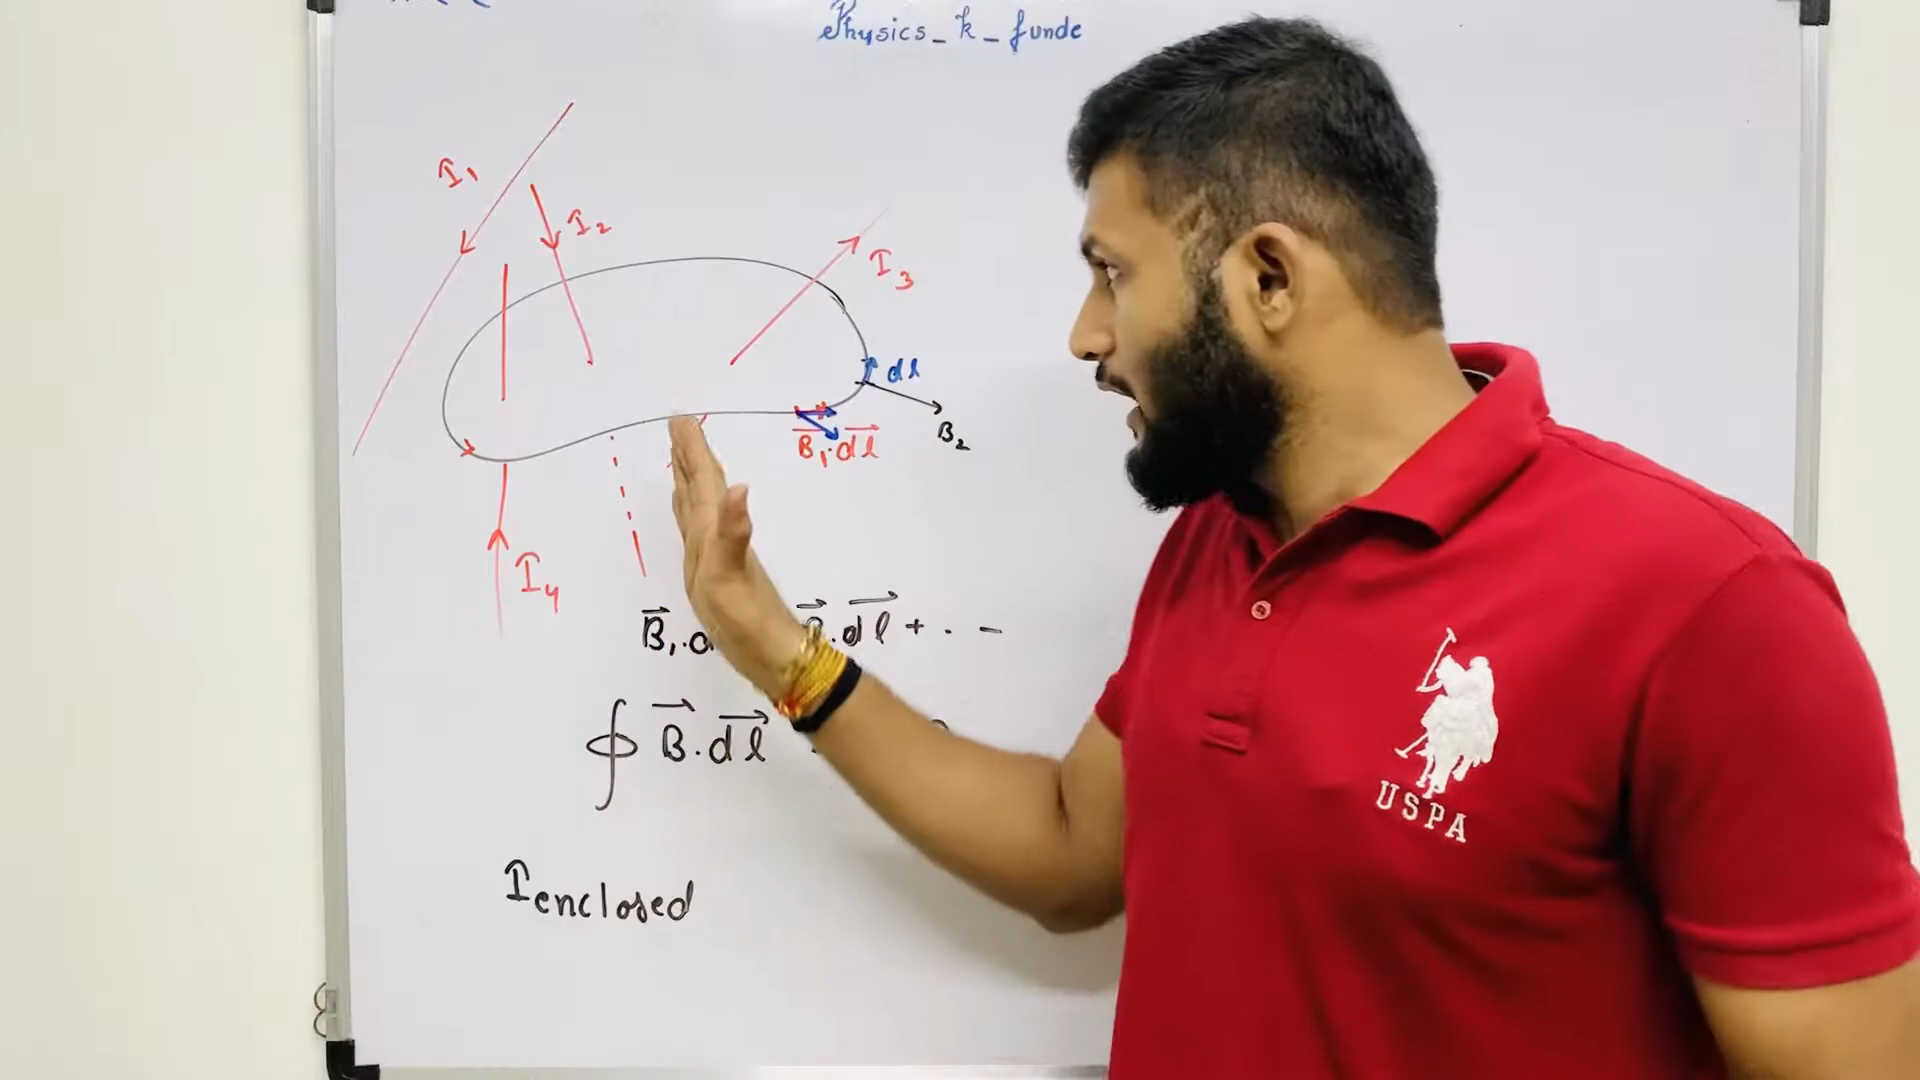 Physics_k_funde
I₁
I₂
I₃
dl
B₂
B₁.dl
I₄
B₁.d .dl + . -
∮ B.dl
Ienclosed
USPA